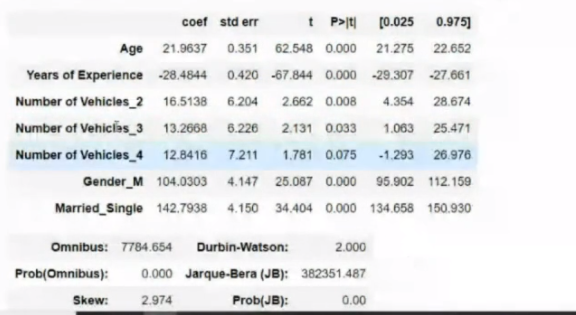 coef std err t P>|t| [0.025 0.975]
Age 21.9637 0.351 62.548 0.000 21.275 22.652
Years of Experience -28.4844 0.420 -67.844 0.000 -29.307 -27.661
Number of Vehicles_2 16.5138 6.204 2.662 0.008 4.354 28.674
Number of Vehicles_3 13.2668 6.226 2.131 0.033 1.063 25.471
Number of Vehicles_4 12.8416 7.211 1.781 0.075 -1.293 26.976
Gender_M 104.0303 4.147 25.087 0.000 95.902 112.159
Married_Single 142.7938 4.150 34.404 0.000 134.658 150.930
Omnibus: 7784.654 Durbin-Watson: 2.000
Prob(Omnibus): 0.000 Jarque-Bera (JB): 382351.487
Skew: 2.974 Prob(JB): 0.00